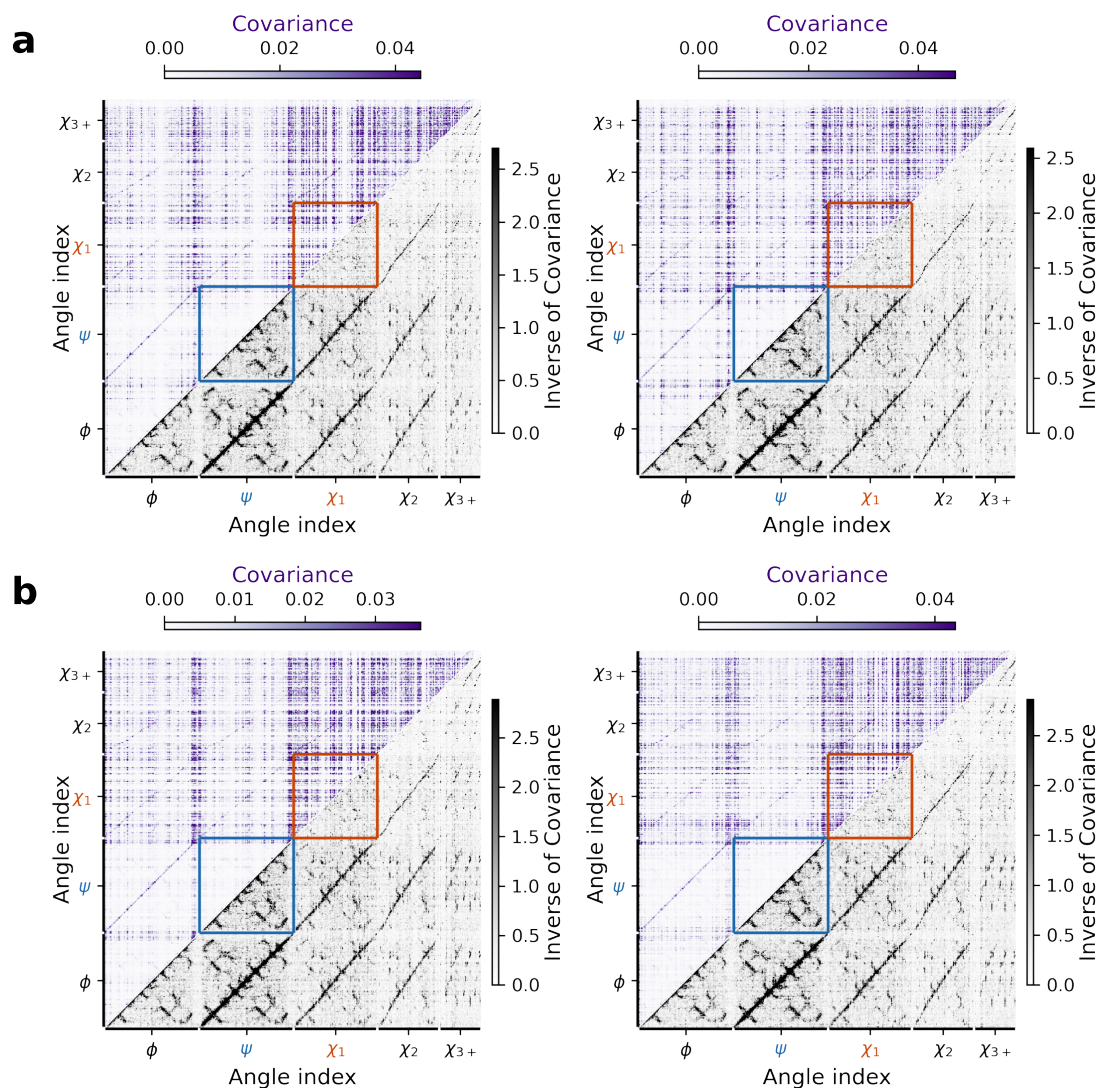 a
Covariance
0.00 0.02 0.04
χ3+
χ2
χ1
ψ
ϕ
Angle index
2.5
2.0
1.5
1.0
0.5
0.0
Inverse of Covariance
ϕ ψ χ1 χ2 χ3+
Angle index
Covariance
0.00 0.02 0.04
χ3+
χ2
χ1
ψ
ϕ
Angle index
2.5
2.0
1.5
1.0
0.5
0.0
Inverse of Covariance
ϕ ψ χ1 χ2 χ3+
Angle index
b
Covariance
0.00 0.01 0.02 0.03
χ3+
χ2
χ1
ψ
ϕ
Angle index
2.5
2.0
1.5
1.0
0.5
0.0
Inverse of Covariance
ϕ ψ χ1 χ2 χ3+
Angle index
Covariance
0.00 0.02 0.04
χ3+
χ2
χ1
ψ
ϕ
Angle index
2.5
2.0
1.5
1.0
0.5
0.0
Inverse of Covariance
ϕ ψ χ1 χ2 χ3+
Angle index